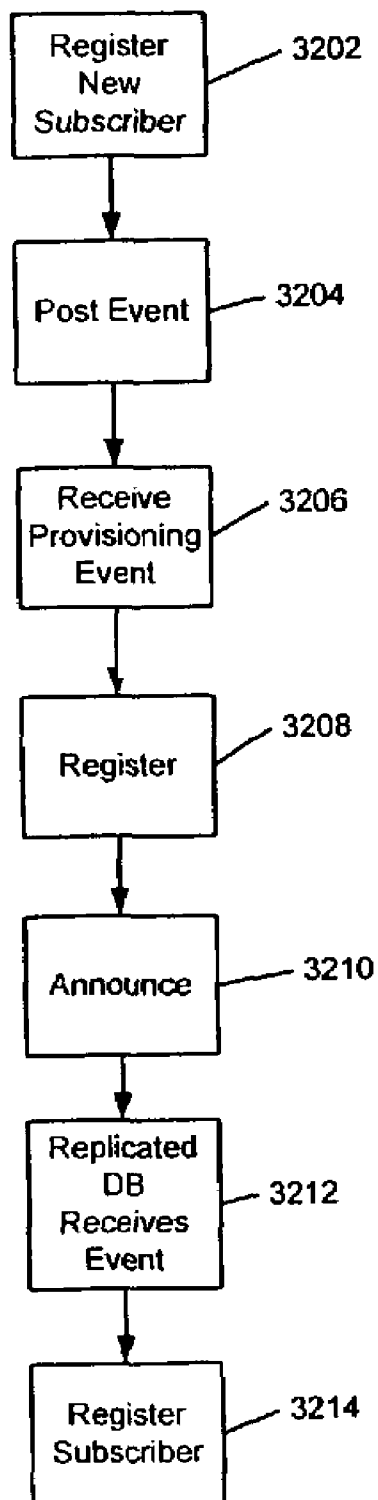 Register
New
Subscriber
3202
Post Event
3204
Receive
Provisioning
Event
3206
Register
3208
Announce
3210
Replicated
DB
Receives
Event
3212
Register
Subscriber
3214